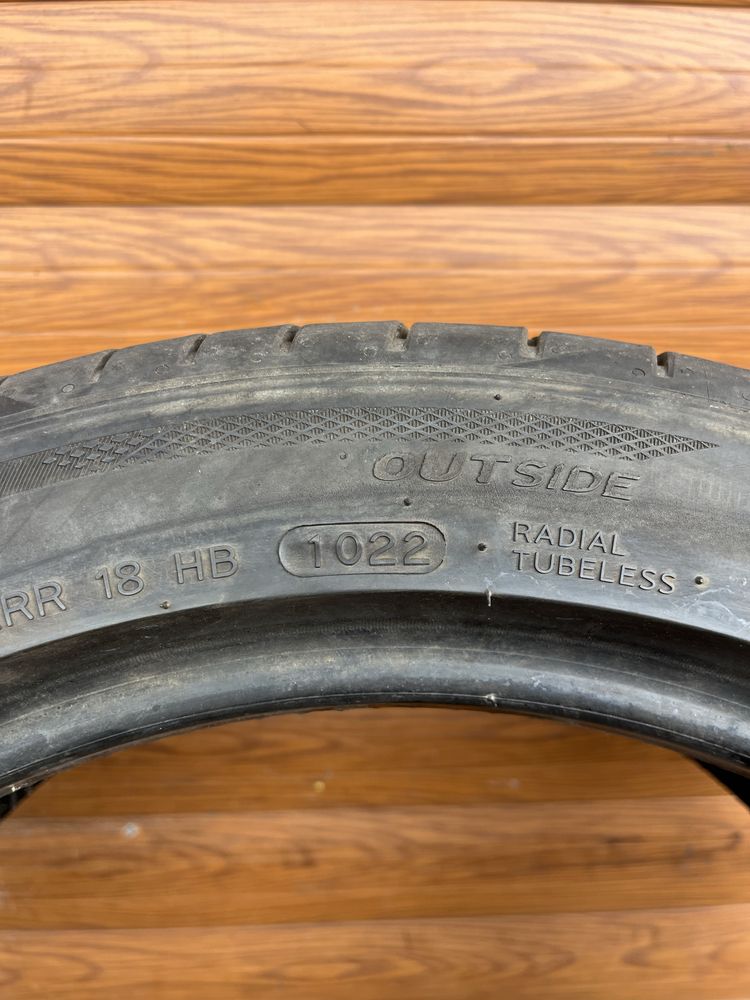 OUTSIDE
RR 18 HB 1022 RADIAL
TUBELESS